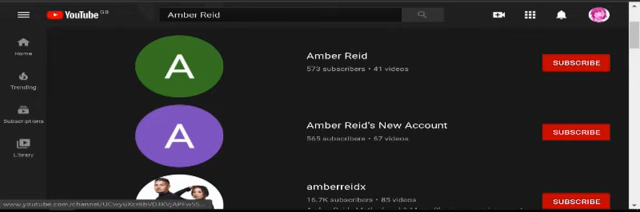 YouTube GB
Amber Reid
Home
Trending
Subscriptions
Library
Amber Reid
573 subscribers • 41 videos
SUBSCRIBE
Amber Reid's New Account
565 subscribers • 67 videos
SUBSCRIBE
amberreidx
16.7K subscribers • 85 videos
SUBSCRIBE